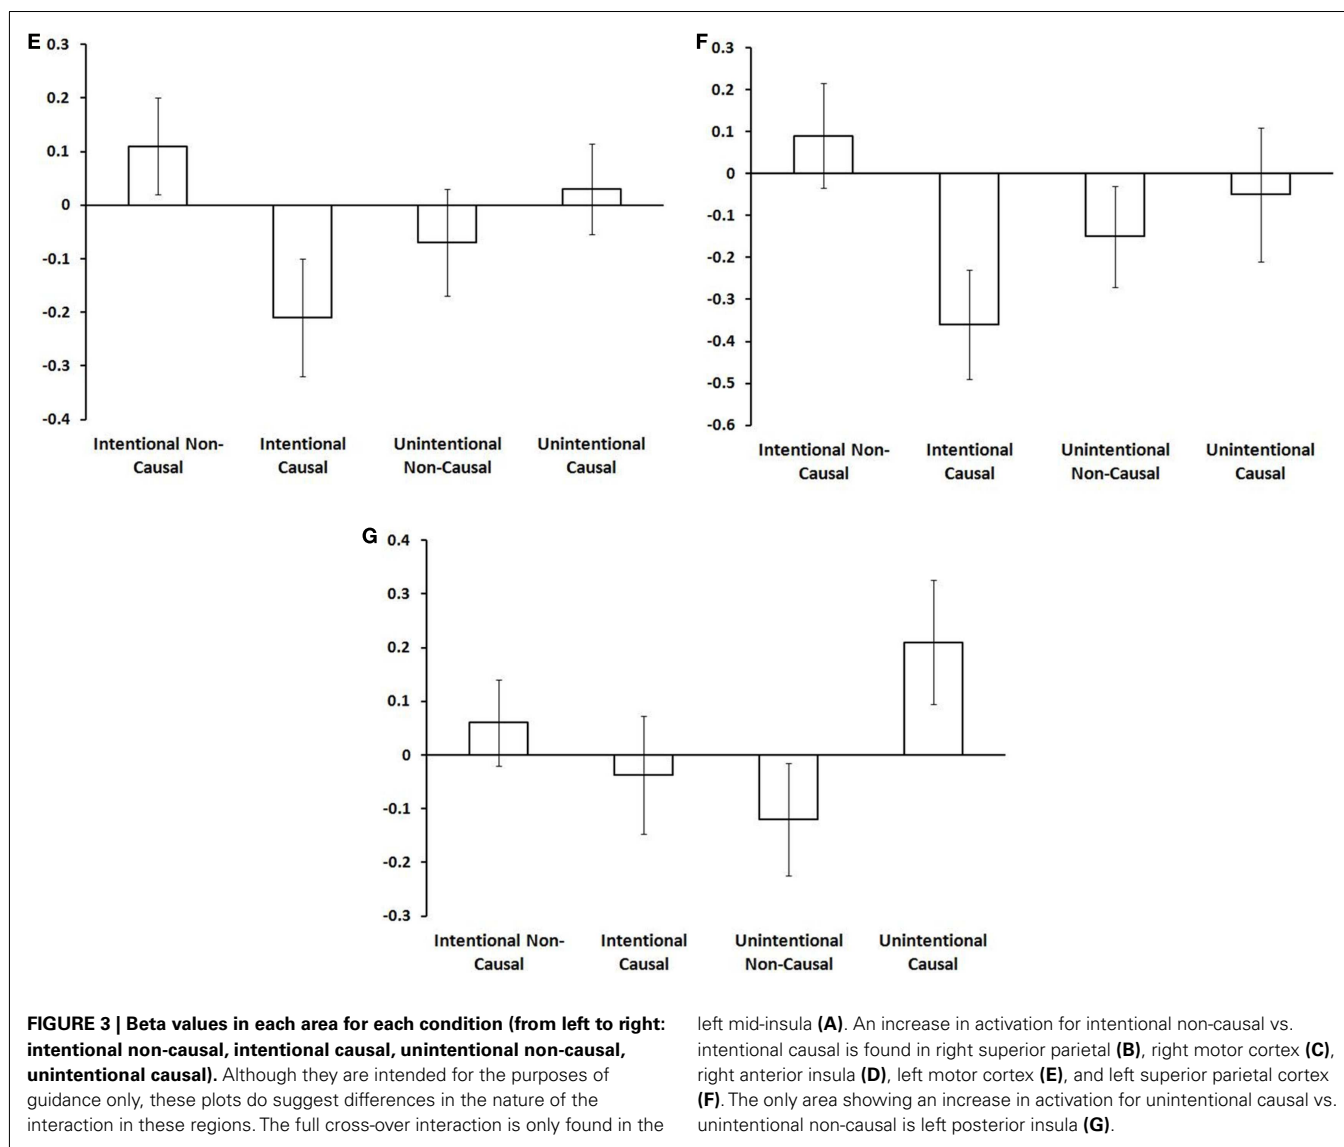 E
0.3
0.2
0.1
0
-0.1
-0.2
-0.3
-0.4
Intentional Non-
Causal
Intentional
Causal
Unintentional
Non-Causal
Unintentional
Causal
F
0.3
0.2
0.1
0
-0.1
-0.2
-0.3
-0.4
-0.5
-0.6
Intentional Non-
Causal
Intentional
Causal
Unintentional
Non-Causal
Unintentional
Causal
G
0.4
0.3
0.2
0.1
0
-0.1
-0.2
-0.3
Intentional Non-
Causal
Intentional
Causal
Unintentional
Non-Causal
Unintentional
Causal
FIGURE 3 | Beta values in each area for each condition (from left to right:
intentional non-causal, intentional causal, unintentional non-causal,
unintentional causal). Although they are intended for the purposes of
guidance only, these plots do suggest differences in the nature of the
interaction in these regions. The full cross-over interaction is only found in the
left mid-insula (A). An increase in activation for intentional non-causal vs.
intentional causal is found in right superior parietal (B), right motor cortex (C),
right anterior insula (D), left motor cortex (E), and left superior parietal cortex
(F). The only area showing an increase in activation for unintentional causal vs.
unintentional non-causal is left posterior insula (G).